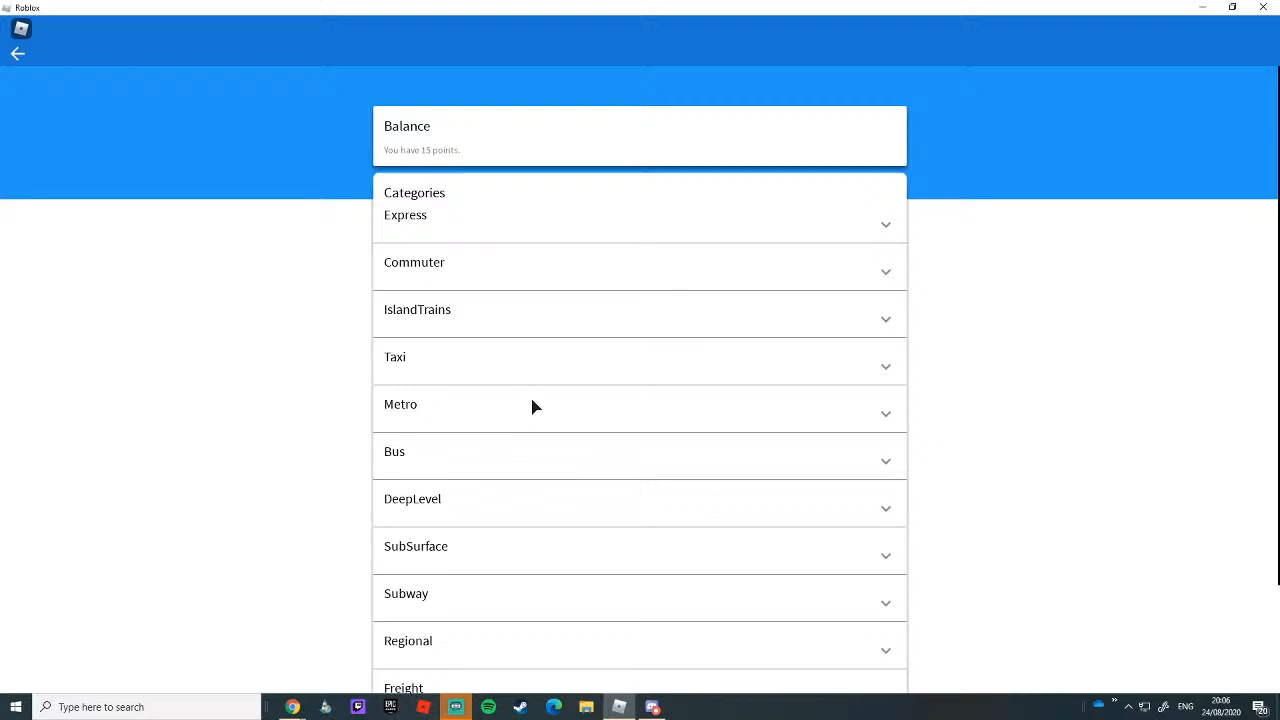 Roblox
Balance
You have 15 points.
Categories
Express
Commuter
IslandTrains
Taxi
Metro
Bus
DeepLevel
SubSurface
Subway
Regional
Freight
Type here to search
ENG
20:06
24/08/2020
20